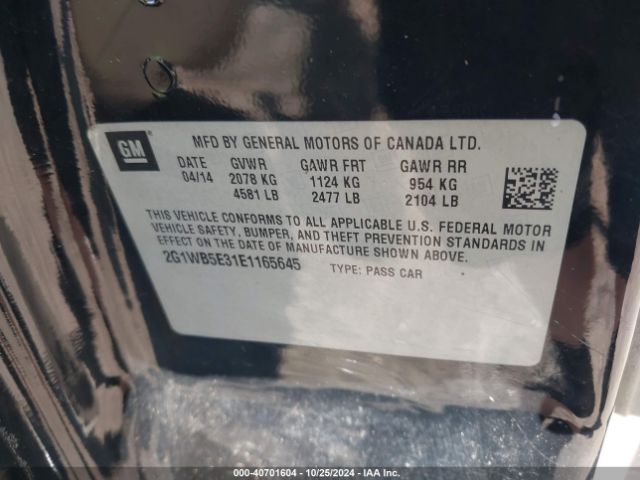 GM
MFD BY GENERAL MOTORS OF CANADA LTD.
DATE GVWR GAWR FRT GAWR RR
04/14 2078 KG 1124 KG 954 KG
4581 LB 2477 LB 2104 LB
THIS VEHICLE CONFORMS TO ALL APPLICABLE U.S. FEDERAL MOTOR
VEHICLE SAFETY, BUMPER, AND THEFT PREVENTION STANDARDS IN
EFFECT ON THE DATE OF MANUFACTURE SHOWN ABOVE.
2G1WB5E31E1165645 TYPE: PASS CAR
000-40701604 | 10/25/2024 | IAA Inc.